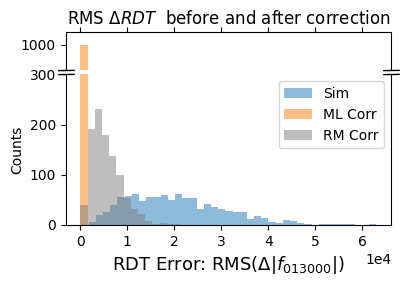 RMS ΔRDT before and after correction
1000
300
200
100
0
Counts
Sim
ML Corr
RM Corr
0 1 2 3 4 5 6
1e4
RDT Error: RMS(Δ|f₀₁₃₀₀₀|)